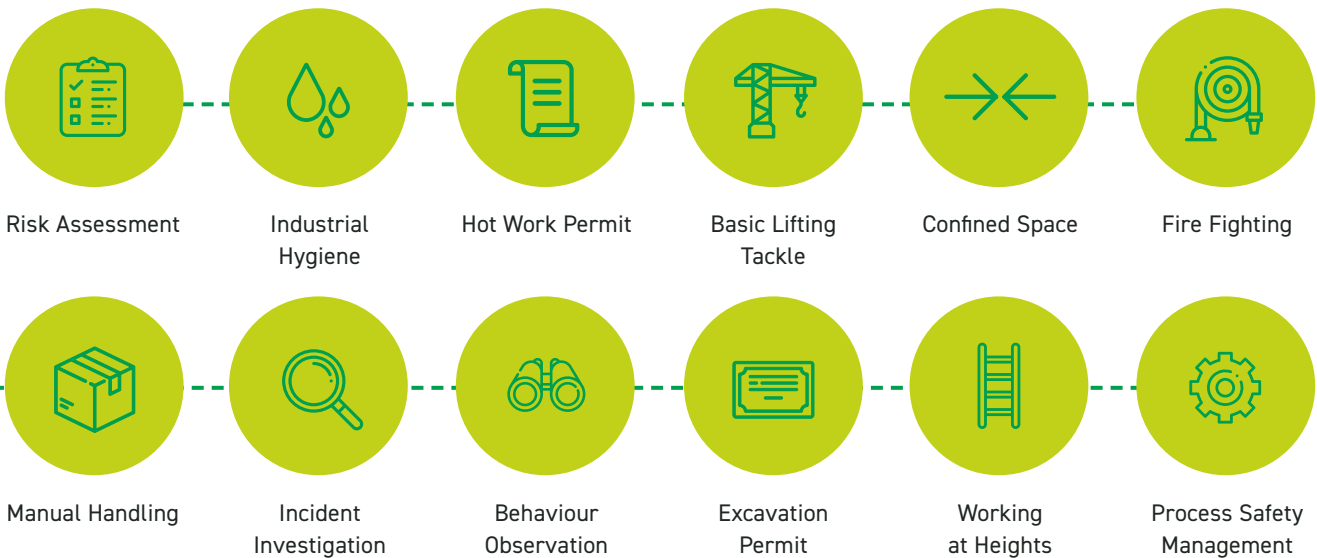 Risk Assessment
Industrial
Hygiene
Hot Work Permit
Basic Lifting
Tackle
Confined Space
Fire Fighting
Manual Handling
Incident
Investigation
Behaviour
Observation
Excavation
Permit
Working
at Heights
Process Safety
Management